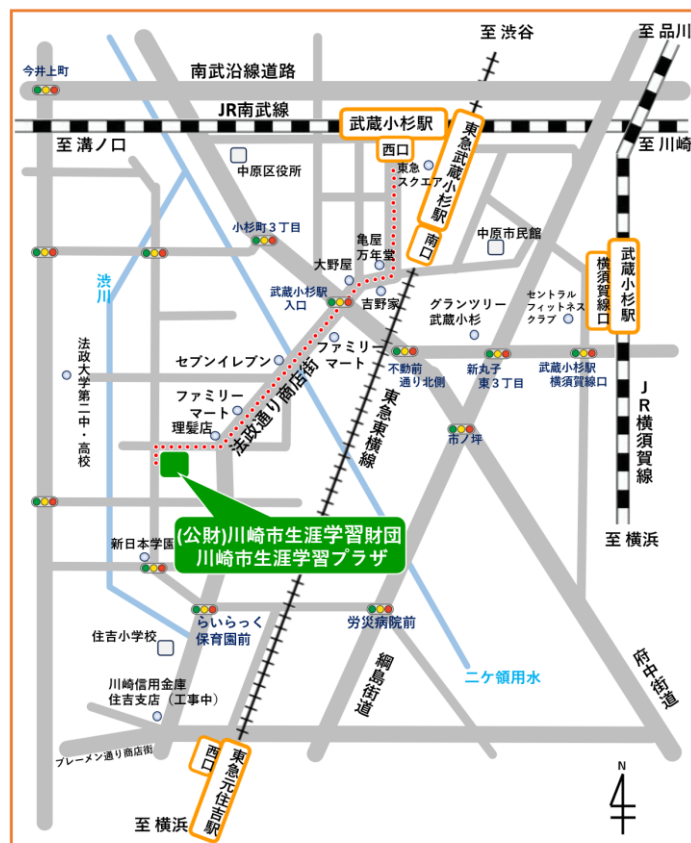 至 渋谷
至 品川
今井上町
南武沿線道路
JR南武線
武蔵小杉駅
西口
東急武蔵小杉駅
南口
至 溝ノ口
至 川崎
中原区役所
東急
スクエア
小杉町３丁目
亀屋
万年堂
中原市民館
大野屋
渋川
武蔵小杉駅
入口
吉野家
グランツリー
武蔵小杉
セントラル
フィットネス
クラブ
横須賀線口
武蔵小杉駅
法政大学第二中・高校
セブンイレブン
ファミリー
マート
不動前
通り北側
新丸子
東３丁目
武蔵小杉駅
横須賀線口
ファミリー
マート
理髪店
法政通り商店街
東急東横線
市ノ坪
JR横須賀線
(公財)川崎市生涯学習財団
川崎市生涯学習プラザ
至 横浜
新日本学園
らいらっく
保育園前
労災病院前
住吉小学校
綱島街道
二ケ領用水
府中街道
川崎信用金庫
住吉支店（工事中）
ブレーメン通り商店街
西口
東急元住吉駅
至 横浜
N